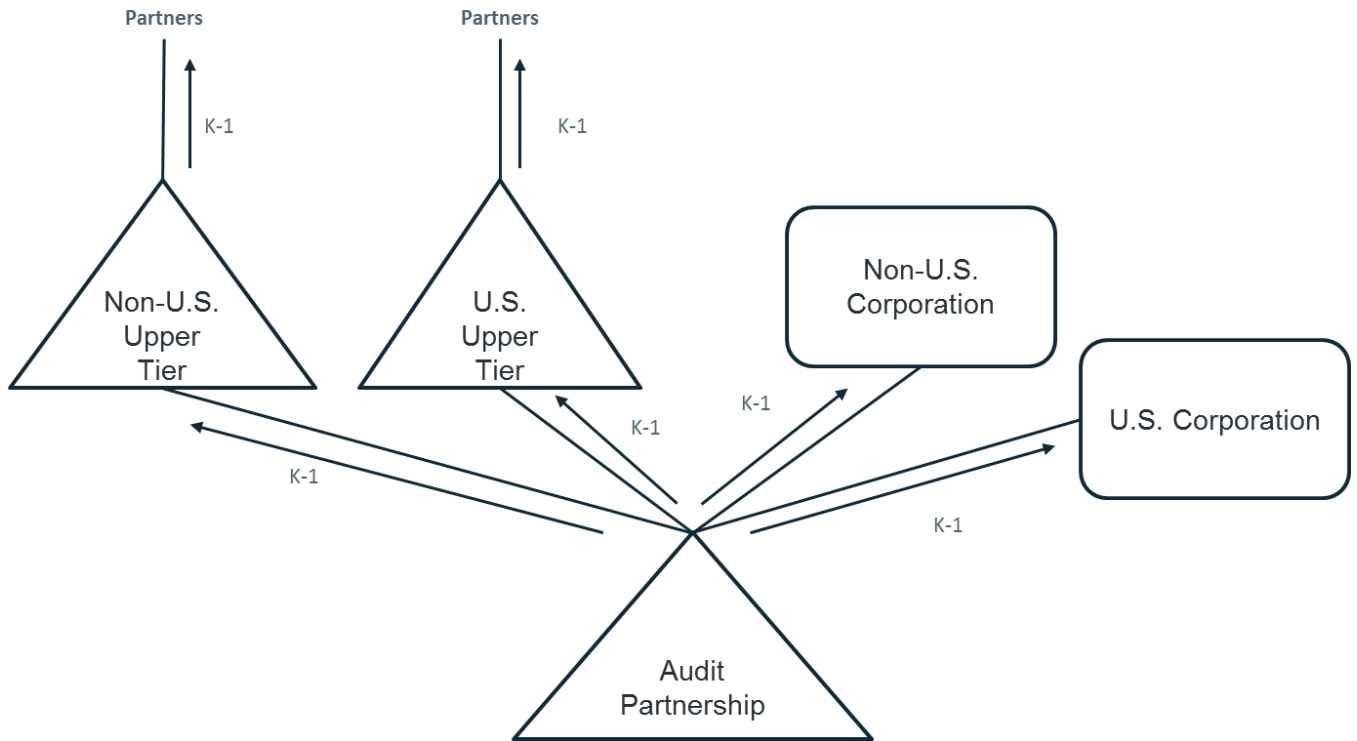 Partners
Partners
K-1
K-1
Non-U.S.
Upper
Tier
U.S.
Upper
Tier
Non-U.S.
Corporation
U.S. Corporation
K-1
K-1
K-1
K-1
Audit
Partnership